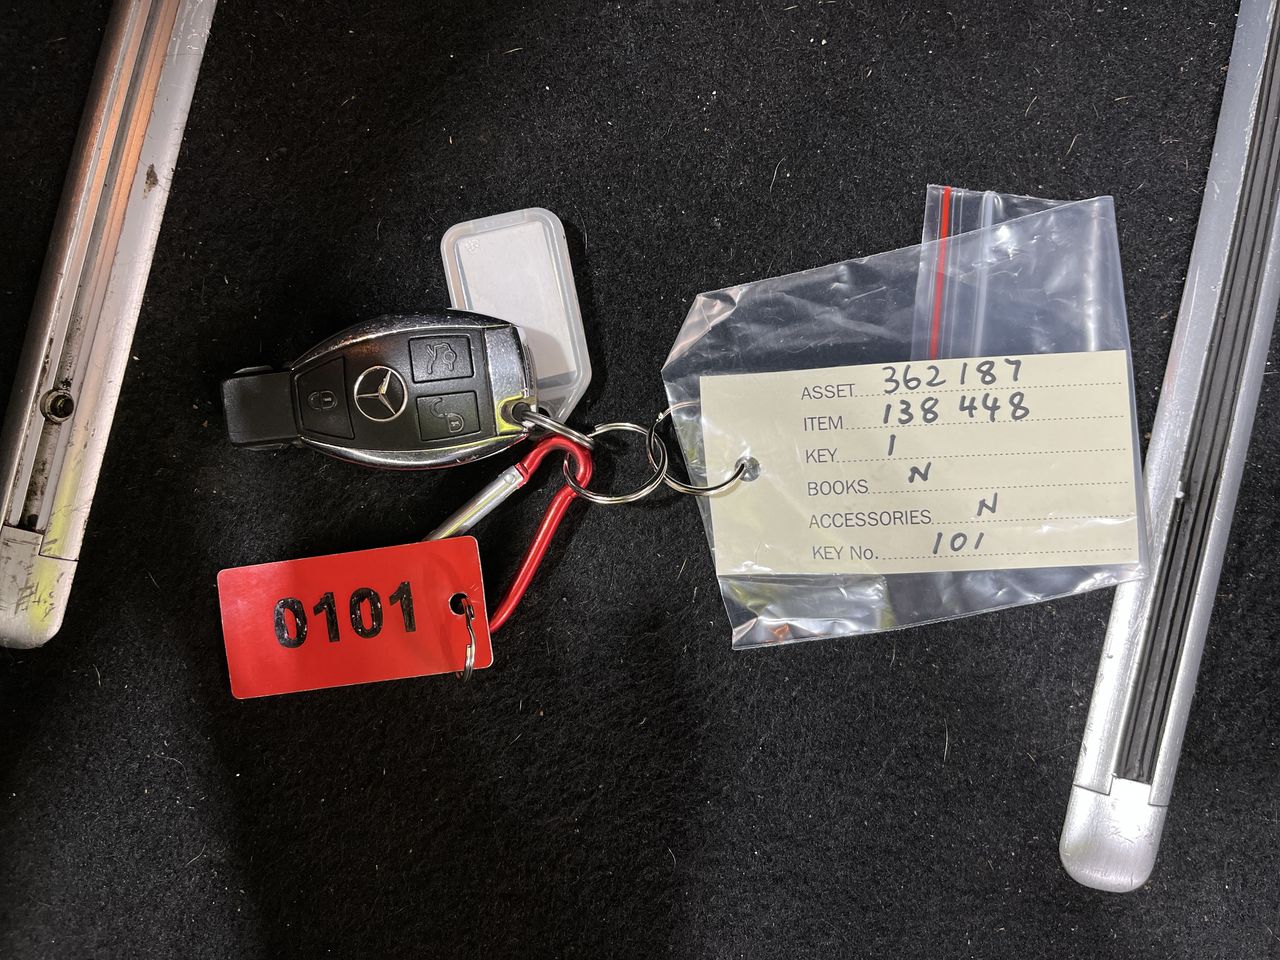 ASSET 362187
ITEM 138 448
KEY 1
BOOKS N
ACCESSORIES N
KEY No. 101
0101